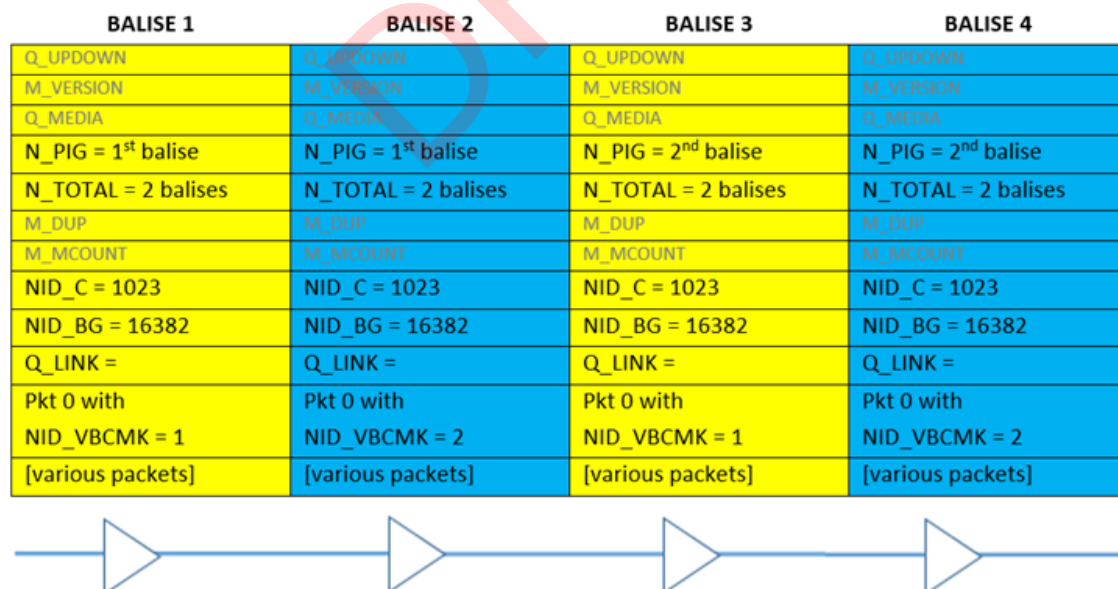 BALISE 1 BALISE 2 BALISE 3 BALISE 4
Q_UPDOWN Q_UPDOWN Q_UPDOWN Q_UPDOWN
M_VERSION M_VERSION M_VERSION M_VERSION
Q_MEDIA Q_MEDIA Q_MEDIA Q_MEDIA
N_PIG = 1st balise N_PIG = 1st balise N_PIG = 2nd balise N_PIG = 2nd balise
N_TOTAL = 2 balises N_TOTAL = 2 balises N_TOTAL = 2 balises N_TOTAL = 2 balises
M_DUP M_DUP M_DUP M_DUP
M_MCOUNT M_MCOUNT M_MCOUNT M_MCOUNT
NID_C = 1023 NID_C = 1023 NID_C = 1023 NID_C = 1023
NID_BG = 16382 NID_BG = 16382 NID_BG = 16382 NID_BG = 16382
Q_LINK = Q_LINK = Q_LINK = Q_LINK =
Pkt 0 with Pkt 0 with Pkt 0 with Pkt 0 with
NID_VBCMK = 1 NID_VBCMK = 2 NID_VBCMK = 1 NID_VBCMK = 2
[various packets] [various packets] [various packets] [various packets]